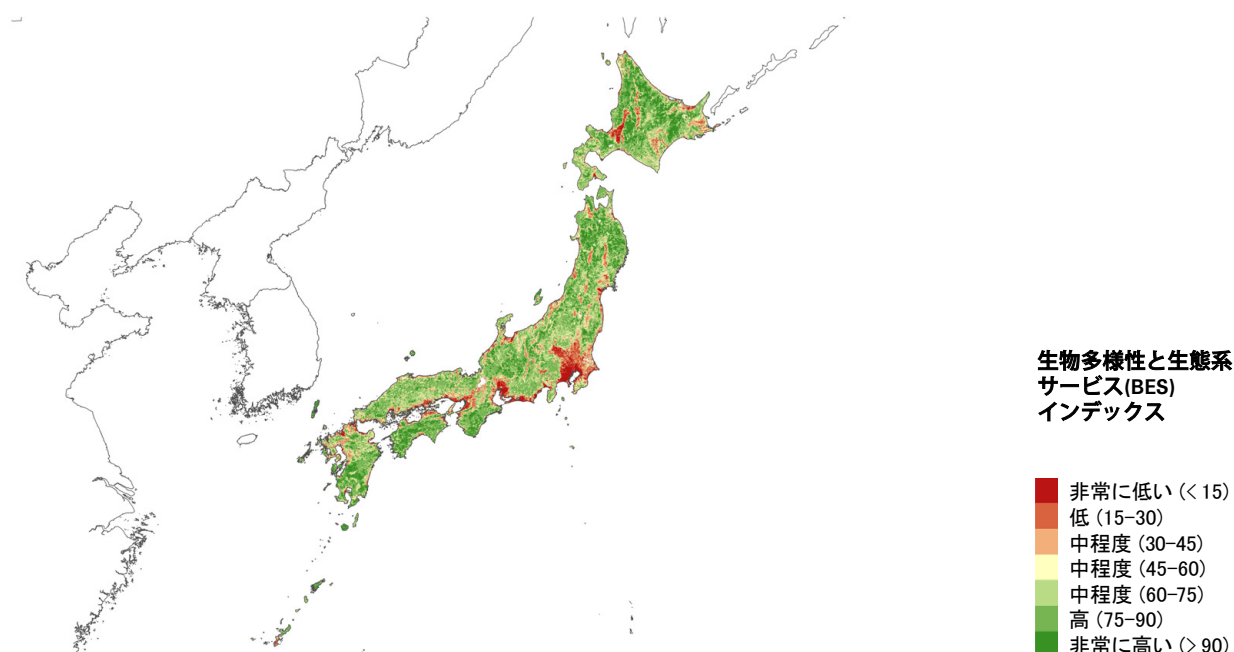 生物多様性と生態系
サービス(BES)
インデックス
非常に低い (< 15)
低 (15-30)
中程度 (30-45)
中程度 (45-60)
中程度 (60-75)
高 (75-90)
非常に高い (> 90)